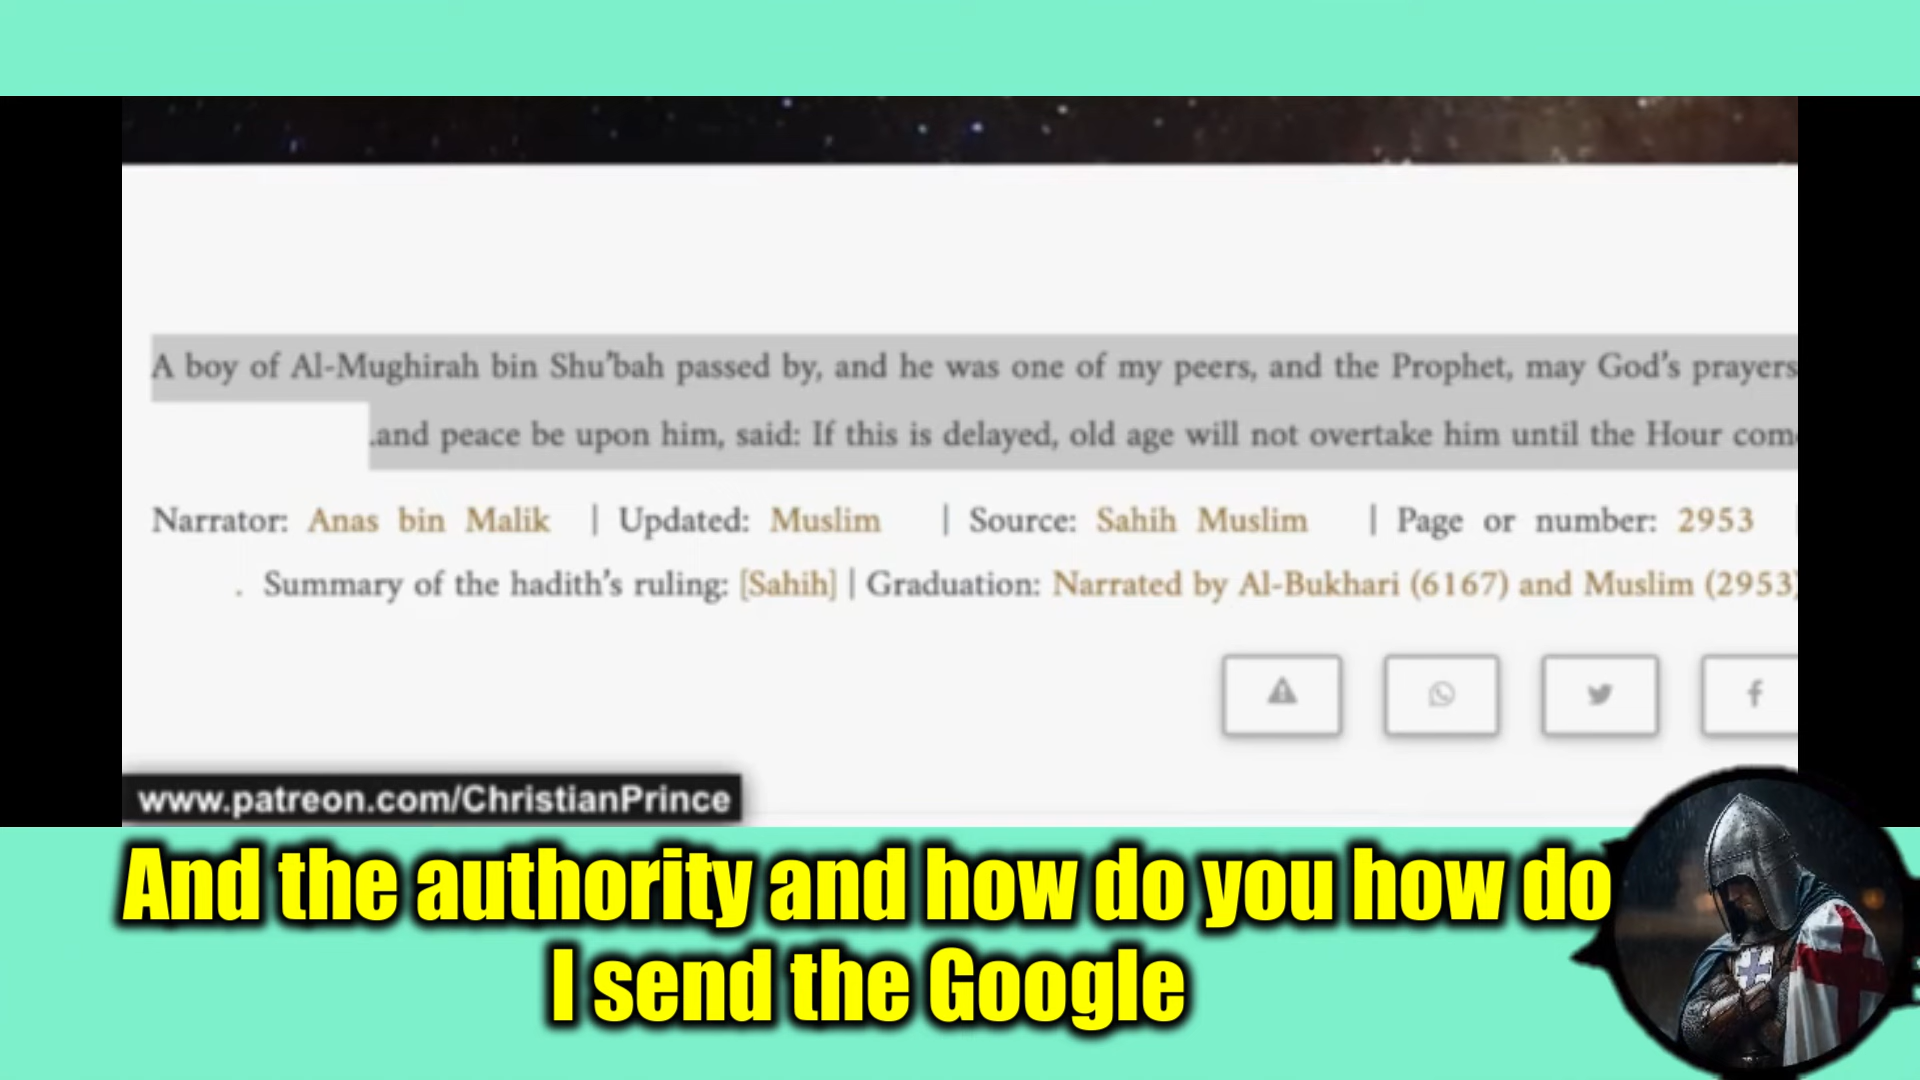 A boy of Al-Mughirah bin Shu'bah passed by, and he was one of my peers, and the Prophet, may God's prayers
.and peace be upon him, said: If this is delayed, old age will not overtake him until the Hour com
Narrator: Anas bin Malik | Updated: Muslim | Source: Sahih Muslim | Page or number: 2953 |
. Summary of the hadith's ruling: [Sahih] | Graduation: Narrated by Al-Bukhari (6167) and Muslim (2953)
www.patreon.com/ChristianPrince
And the authority and how do you how do
I send the Google